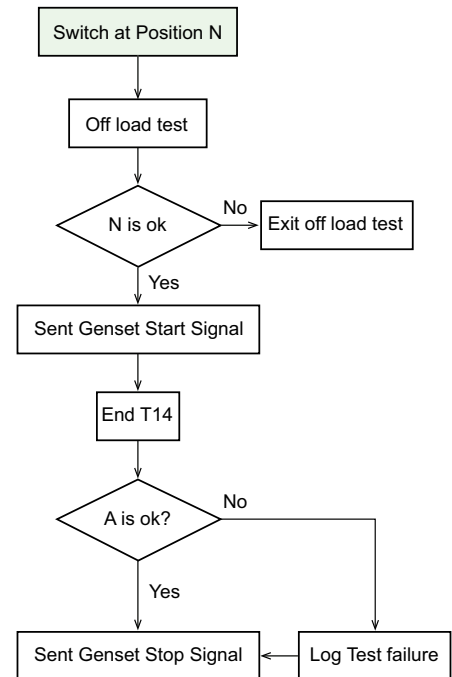 Switch at Position N
Off load test
N is ok
No
Exit off load test
Yes
Sent Genset Start Signal
End T14
A is ok?
No
Yes
Sent Genset Stop Signal
Log Test failure